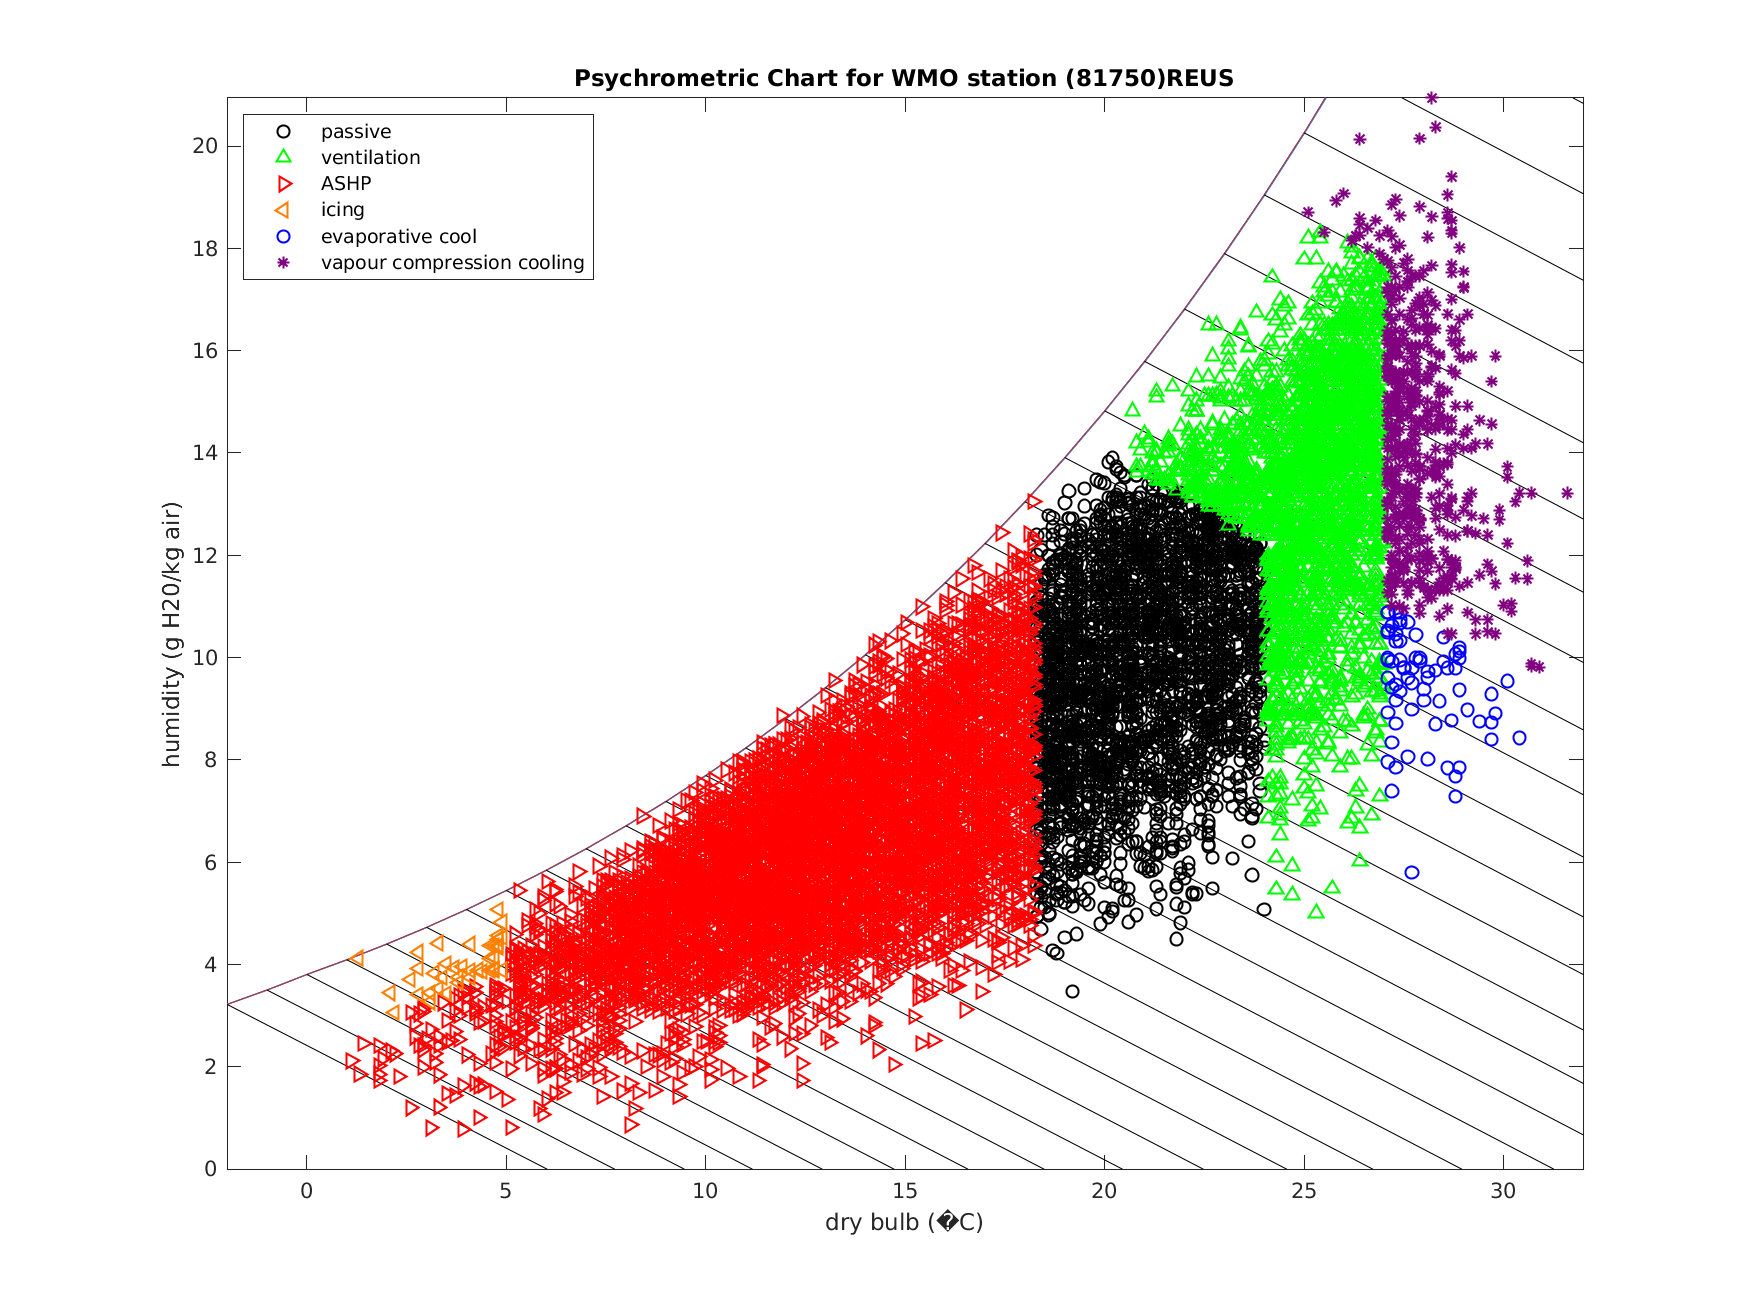 Psychrometric Chart for WMO station (81750)REUS
passive
ventilation
ASHP
icing
evaporative cool
vapour compression cooling
humidity (g H20/kg air)
20
18
16
14
12
10
8
6
4
2
0
0 5 10 15 20 25 30
dry bulb (�C)